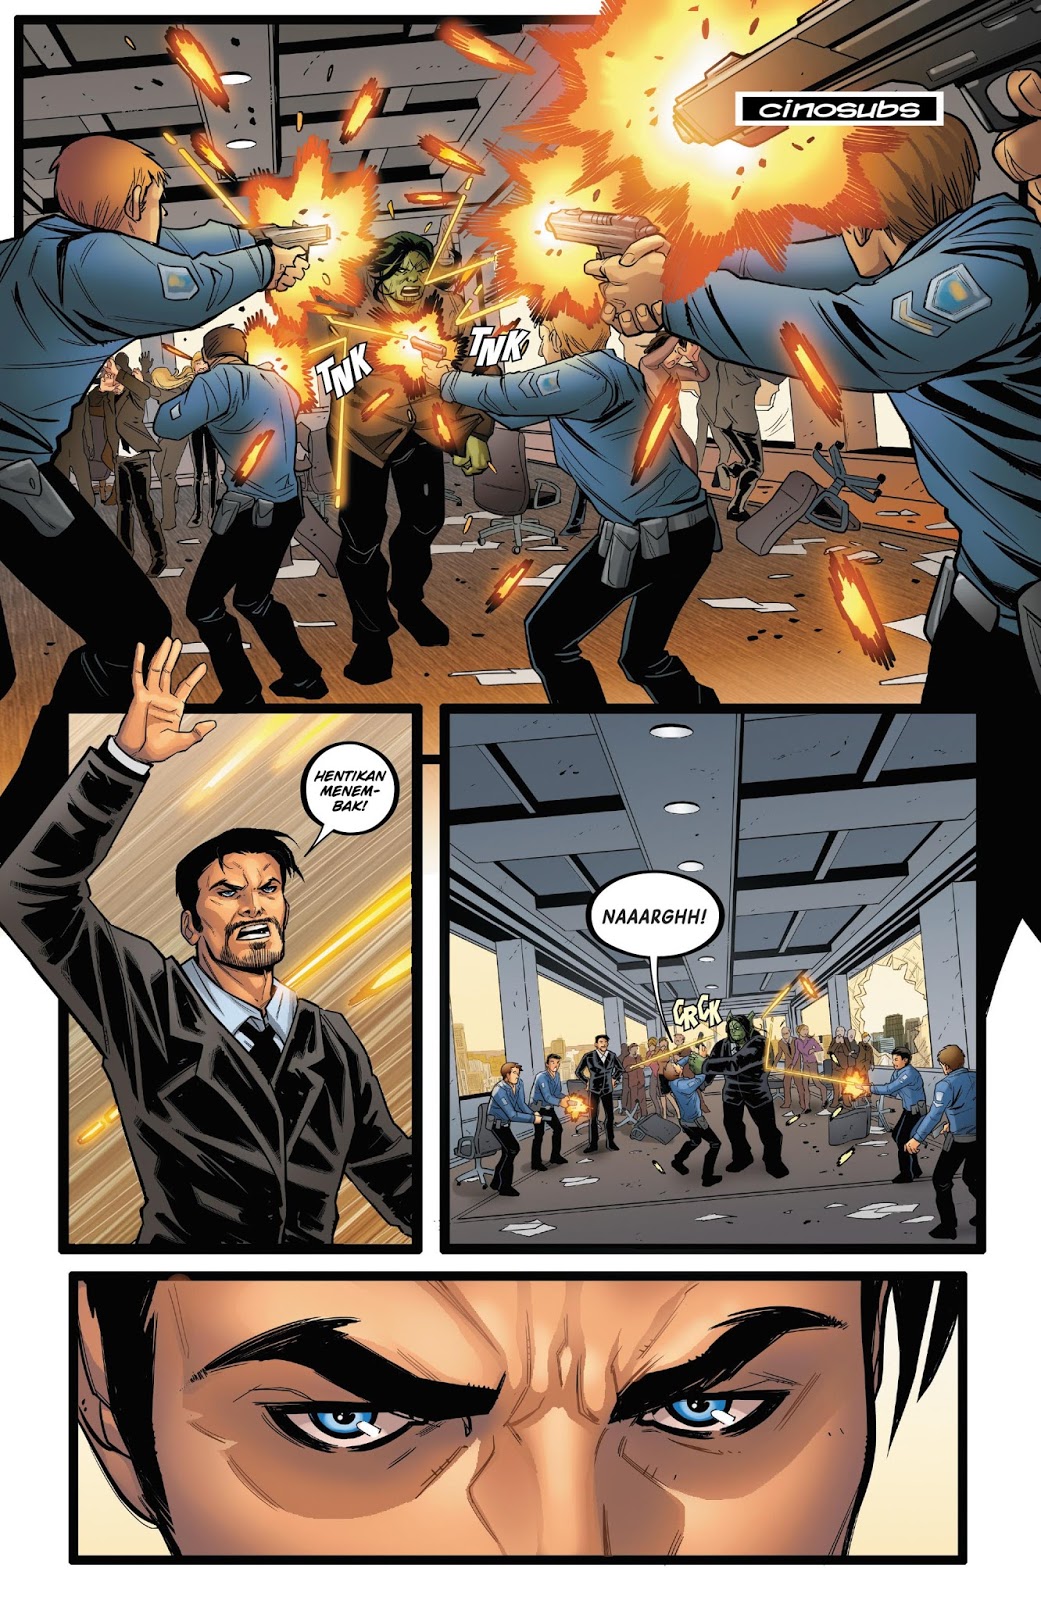 cinosubs
TNK
TNK
HENTIKAN
MENEM-
BAK!
NAAARGHH!
CRCK